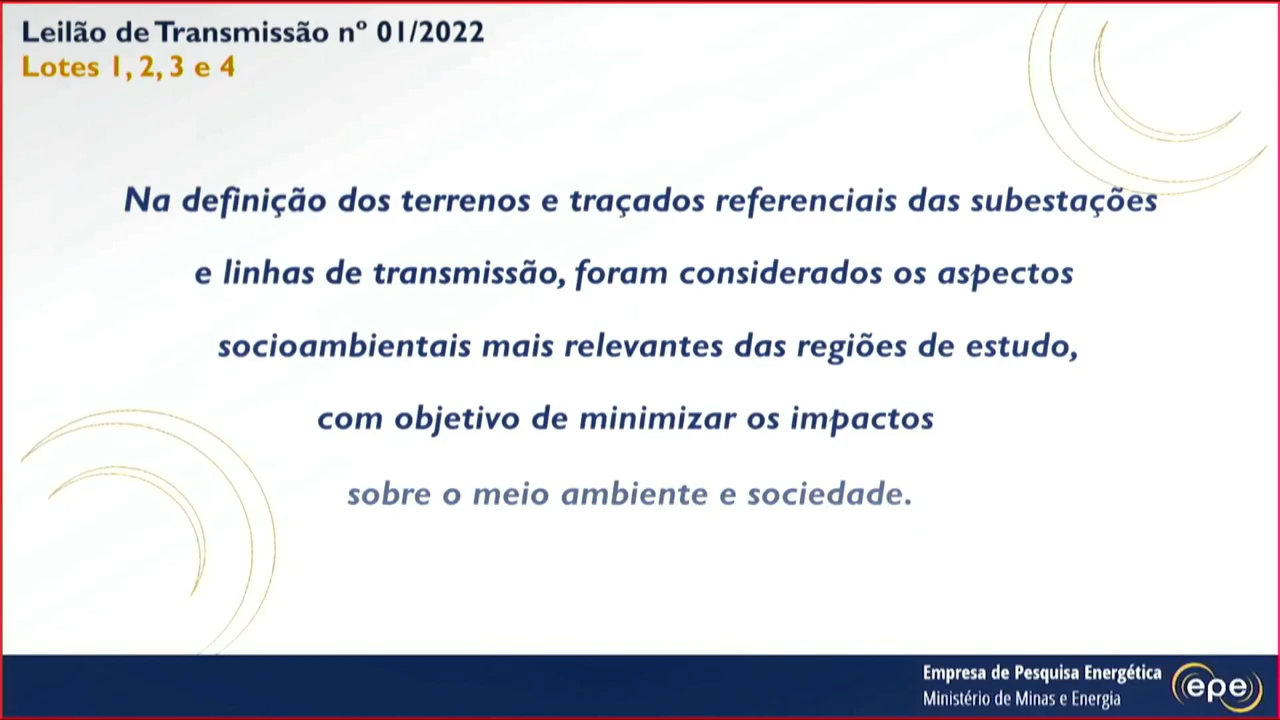 Leilão de Transmissão nº 01/2022
Lotes 1, 2, 3 e 4
Na definição dos terrenos e traçados referenciais das subestações
e linhas de transmissão, foram considerados os aspectos
socioambientais mais relevantes das regiões de estudo,
com objetivo de minimizar os impactos
sobre o meio ambiente e sociedade.
Empresa de Pesquisa Energética
Ministério de Minas e Energia
epe